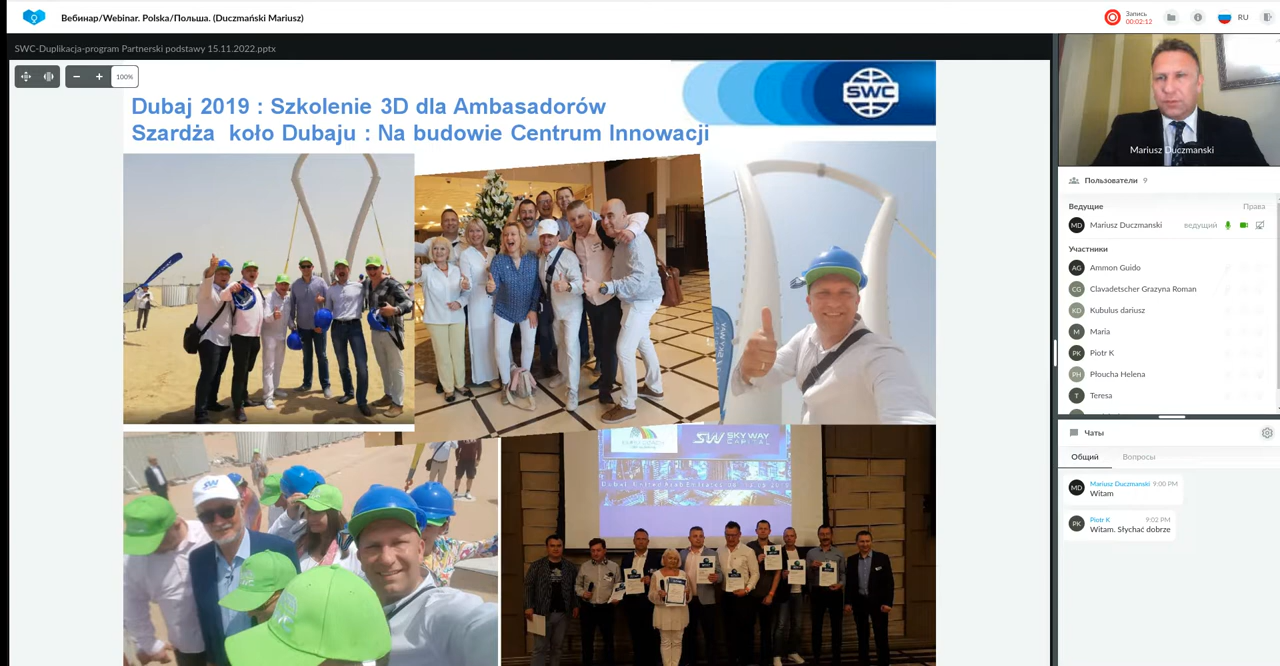 Вебинар/Webinar. Polska/Польша. (Duczmański Mariusz)
Запись
00:02:12
RU
SWC-Duplikacja-program Partnerski podstawy 15.11.2022.pptx
100%
Dubaj 2019 : Szkolenie 3D dla Ambasadorów
Szardża koło Dubaju : Na budowie Centrum Innowacji
SWC
SW SKY WAY
CAPITAL
SW
Mariusz Duczmanski
Пользователи 9
Ведущие Права
MD Mariusz Duczmanski ведущий
Участники
AG Ammon Guido
CG Clavadetscher Grazyna Roman
KD Kubulus dariusz
M Maria
PK Piotr K
PH Płoucha Helena
T Teresa
Чаты
Общий Вопросы
MD Mariusz Duczmanski 9:00 PM
Witam
PK Piotr K 9:02 PM
Witam. Słychać dobrze